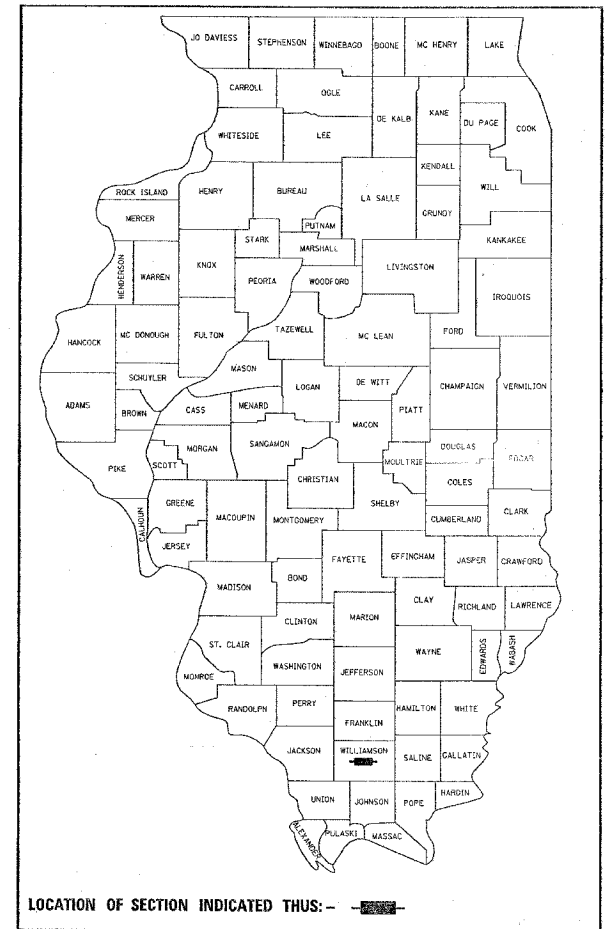 JO DAVIESS
STEPHENSON
WINNEBAGO
BOONE
MC HENRY
LAKE
CARROLL
OGLE
DE KALB
KANE
DU PAGE
COOK
WHITESIDE
LEE
KENDALL
WILL
ROCK ISLAND
HENRY
BUREAU
LA SALLE
GRUNDY
MERCER
PUTNAM
KANKAKEE
STARK
MARSHALL
HENDERSON
WARREN
KNOX
PEORIA
WOODFORD
LIVINGSTON
IROQUOIS
HANCOCK
MC DONOUGH
FULTON
TAZEWELL
MC LEAN
FORD
SCHUYLER
MASON
LOGAN
DE WITT
CHAMPAIGN
VERMILION
ADAMS
BROWN
CASS
MENARD
PIATT
MACON
MORGAN
SANGAMON
DOUGLAS
EDGAR
PIKE
SCOTT
CHRISTIAN
MOULTRIE
COLES
GREENE
MACOUPIN
MONTGOMERY
SHELBY
CLARK
CALHOUN
JERSEY
CUMBERLAND
FAYETTE
EFFINGHAM
JASPER
CRAWFORD
MADISON
BOND
CLAY
RICHLAND
LAWRENCE
CLINTON
MARION
ST. CLAIR
WAYNE
EDWARDS
WABASH
WASHINGTON
JEFFERSON
MONROE
RANDOLPH
PERRY
HAMILTON
WHITE
FRANKLIN
JACKSON
WILLIAMSON
SALINE
GALLATIN
UNION
JOHNSON
POPE
HARDIN
ALEXANDER
PULASKI
MASSAC
LOCATION OF SECTION INDICATED THUS: -